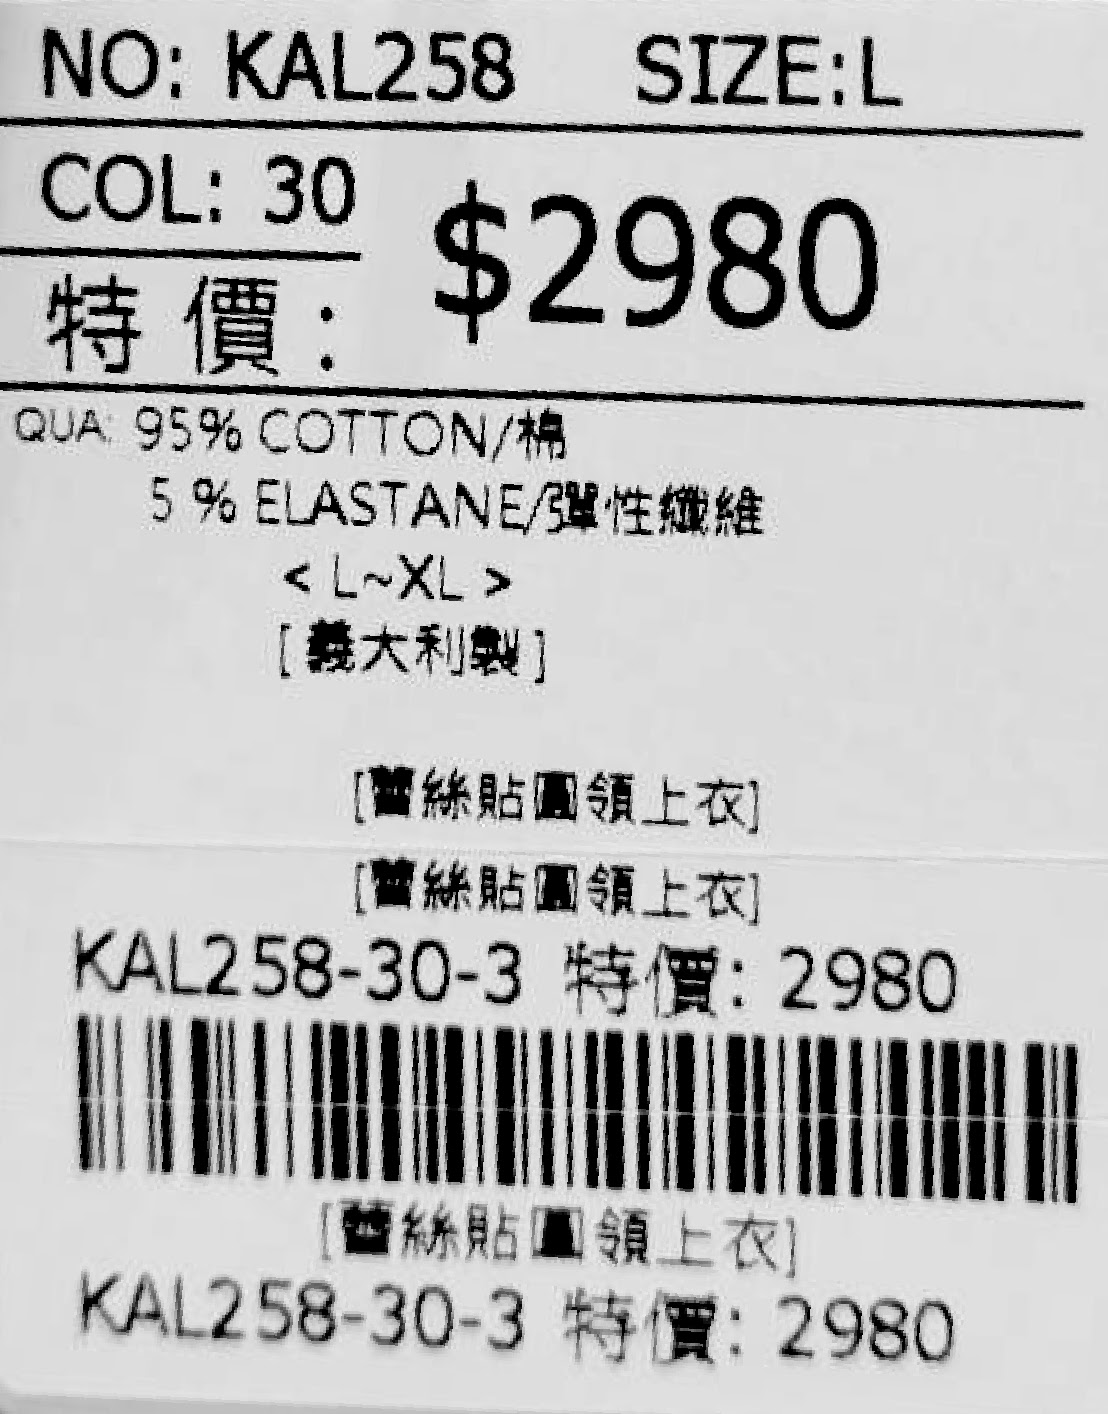 NO: KAL258 SIZE:L
COL: 30
$2980
特價:
QUA: 95% COTTON/棉
5 % ELASTANE/彈性纖維
< L~XL >
[ 義大利製 ]
[蕾絲貼圓領上衣]
[蕾絲貼圓領上衣]
KAL258-30-3 特價: 2980
[蕾絲貼圓領上衣]
KAL258-30-3 特價: 2980